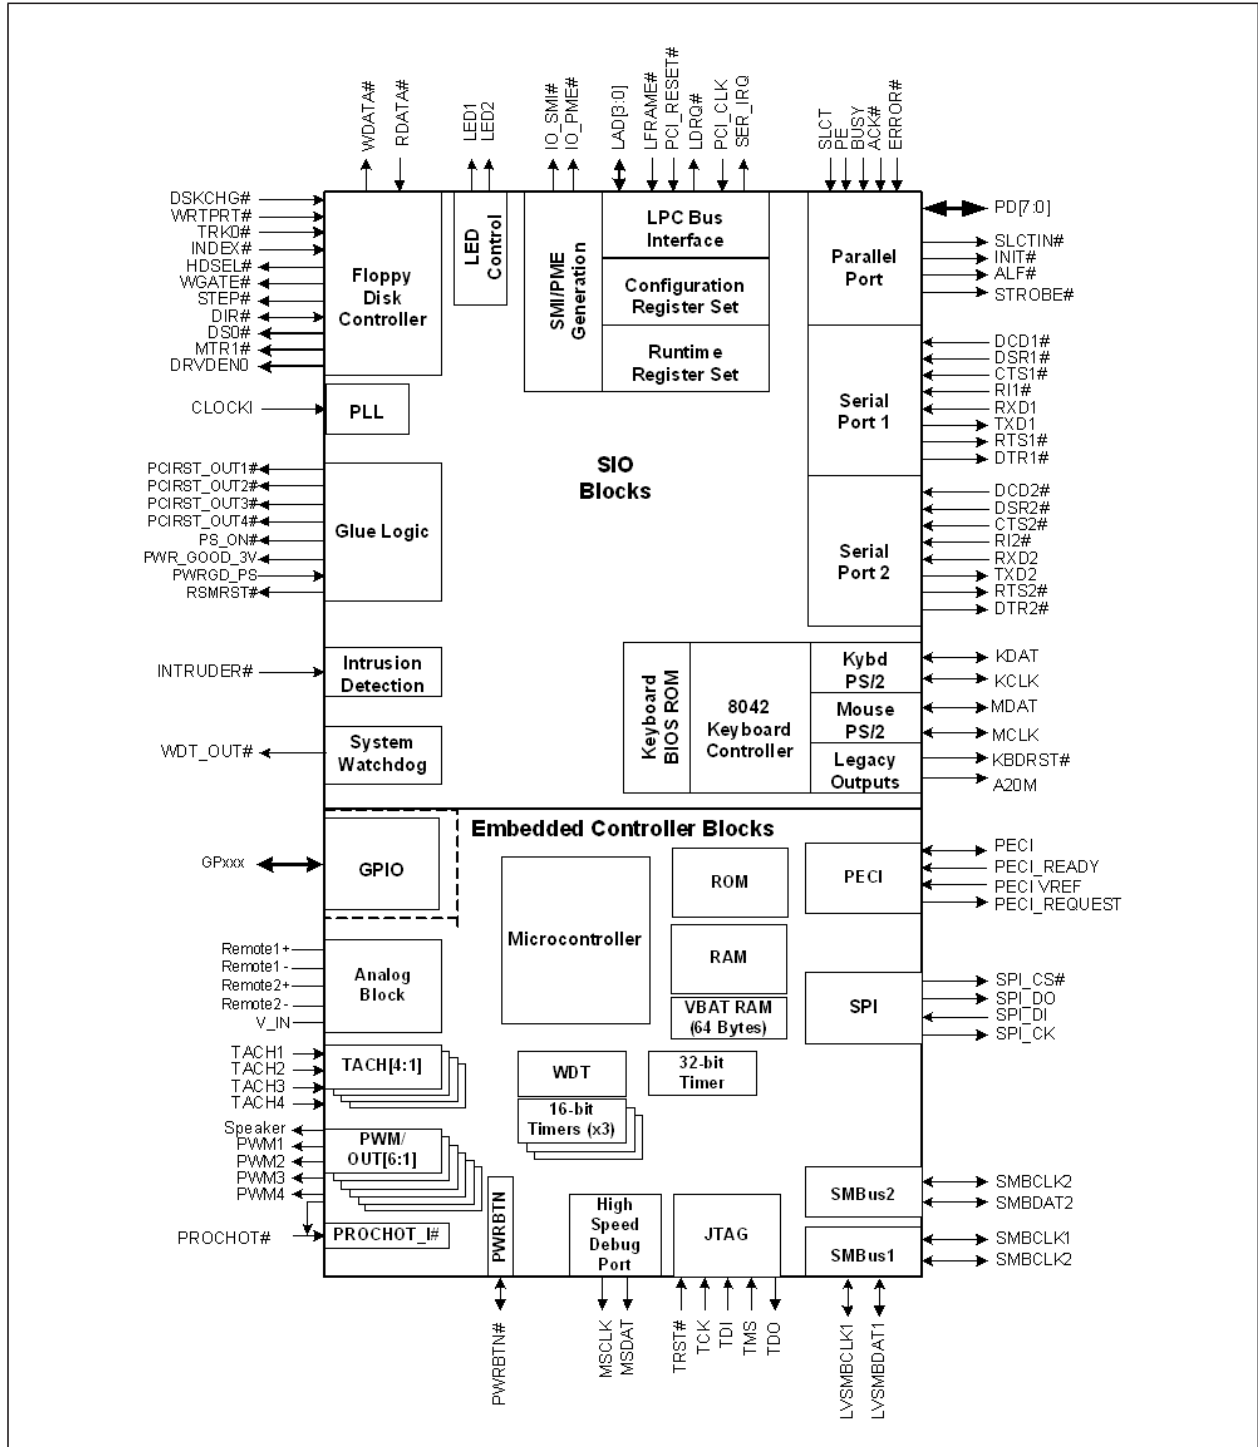 WDATA#
RDATA#
LED1
LED2
IO_SMI#
IO_PME#
LAD[3:0]
LFRAME#
PCI_RESET#
LDRQ#
PCI_CLK
SER_IRQ
SLCT
PE
BUSY
ACK#
ERROR#
DSKCHG#
WRTPRT#
TRK0#
INDEX#
HDSEL#
WGATE#
STEP#
DIR#
DS0#
MTR1#
DRVDEN0
Floppy
Disk
Controller
LED
Control
SMI/PME
Generation
LPC Bus
Interface
Configuration
Register Set
Runtime
Register Set
Parallel
Port
PD[7:0]
SLCTIN#
INIT#
ALF#
STROBE#
CLOCKI
PLL
Serial
Port 1
DCD1#
DSR1#
CTS1#
RI1#
RXD1
TXD1
RTS1#
DTR1#
SIO
Blocks
PCIRST_OUT1#
PCIRST_OUT2#
PCIRST_OUT3#
PCIRST_OUT4#
PS_ON#
PWR_GOOD_3V
PWRGD_PS
RSMRST#
Glue Logic
Serial
Port 2
DCD2#
DSR2#
CTS2#
RI2#
RXD2
TXD2
RTS2#
DTR2#
INTRUDER#
Intrusion
Detection
WDT_OUT#
System
Watchdog
Keyboard
BIOS ROM
8042
Keyboard
Controller
Kybd
PS/2
Mouse
PS/2
Legacy
Outputs
KDAT
KCLK
MDAT
MCLK
KBDRST#
A20M
Embedded Controller Blocks
GPxxx
GPIO
Microcontroller
ROM
RAM
VBAT RAM
(64 Bytes)
PECI
PECI
PECI_READY
PECI VREF
PECI_REQUEST
Remote1+
Remote1-
Remote2+
Remote2-
V_IN
Analog
Block
SPI
SPI_CS#
SPI_DO
SPI_DI
SPI_CK
TACH1
TACH2
TACH3
TACH4
TACH[4:1]
WDT
32-bit
Timer
16-bit
Timers (x3)
Speaker
PWM1
PWM2
PWM3
PWM4
PWM/
OUT[6:1]
PROCHOT#
PROCHOT_I#
PWRBTN
High
Speed
Debug
Port
JTAG
SMBus2
SMBCLK2
SMBDAT2
SMBus1
SMBCLK1
SMBCLK2
PWRBTN#
MSCLK
MSDAT
TRST#
TCK
TDI
TMS
TDO
LVSMBCLK1
LVSMBDAT1